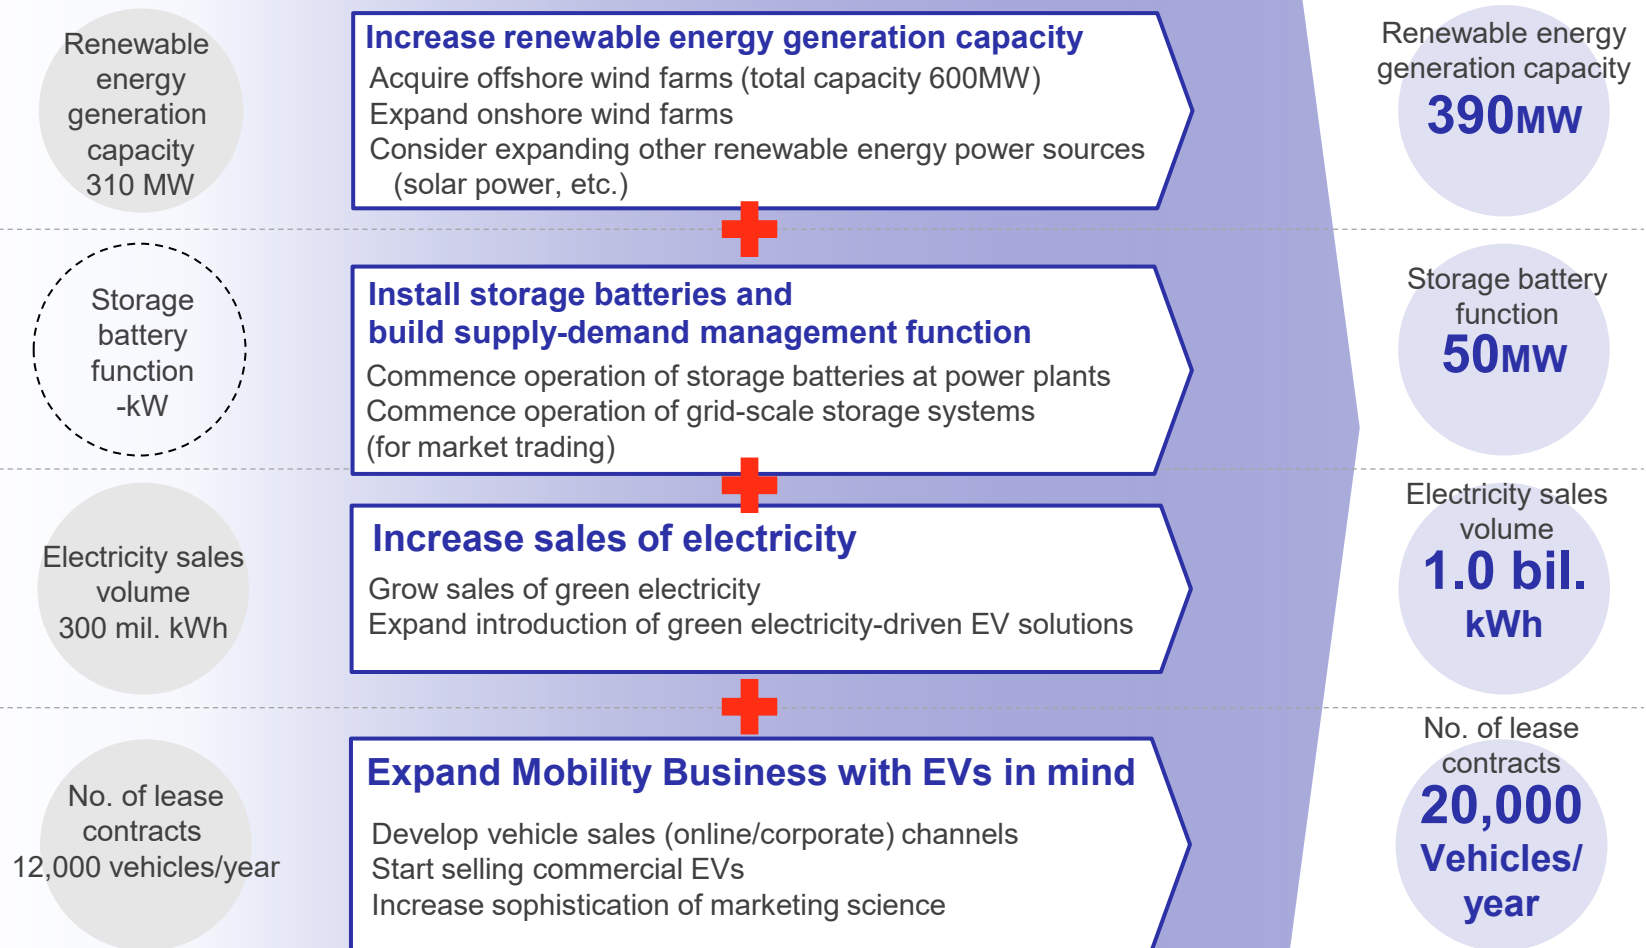 Renewable
energy
generation
capacity
310 MW
Increase renewable energy generation capacity
Acquire offshore wind farms (total capacity 600MW)
Expand onshore wind farms
Consider expanding other renewable energy power sources
(solar power, etc.)
Renewable energy
generation capacity
390MW
Storage
battery
function
-kW
Install storage batteries and
build supply-demand management function
Commence operation of storage batteries at power plants
Commence operation of grid-scale storage systems
(for market trading)
Storage battery
function
50MW
Electricity sales
volume
300 mil. kWh
Increase sales of electricity
Grow sales of green electricity
Expand introduction of green electricity-driven EV solutions
Electricity sales
volume
1.0 bil.
kWh
No. of lease
contracts
12,000 vehicles/year
Expand Mobility Business with EVs in mind
Develop vehicle sales (online/corporate) channels
Start selling commercial EVs
Increase sophistication of marketing science
No. of lease
contracts
20,000
Vehicles/
year